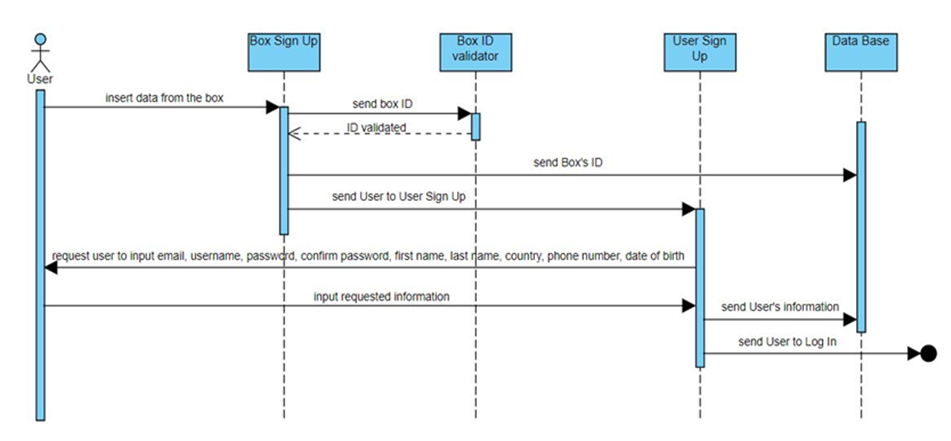 Box Sign Up
Box ID
validator
User Sign
Up
Data Base
User
insert data from the box
send box ID
ID validated
send Box's ID
send User to User Sign Up
request user to input email, username, password, confirm password, first name, last name, country, phone number, date of birth
input requested information
send User's information
send User to Log In